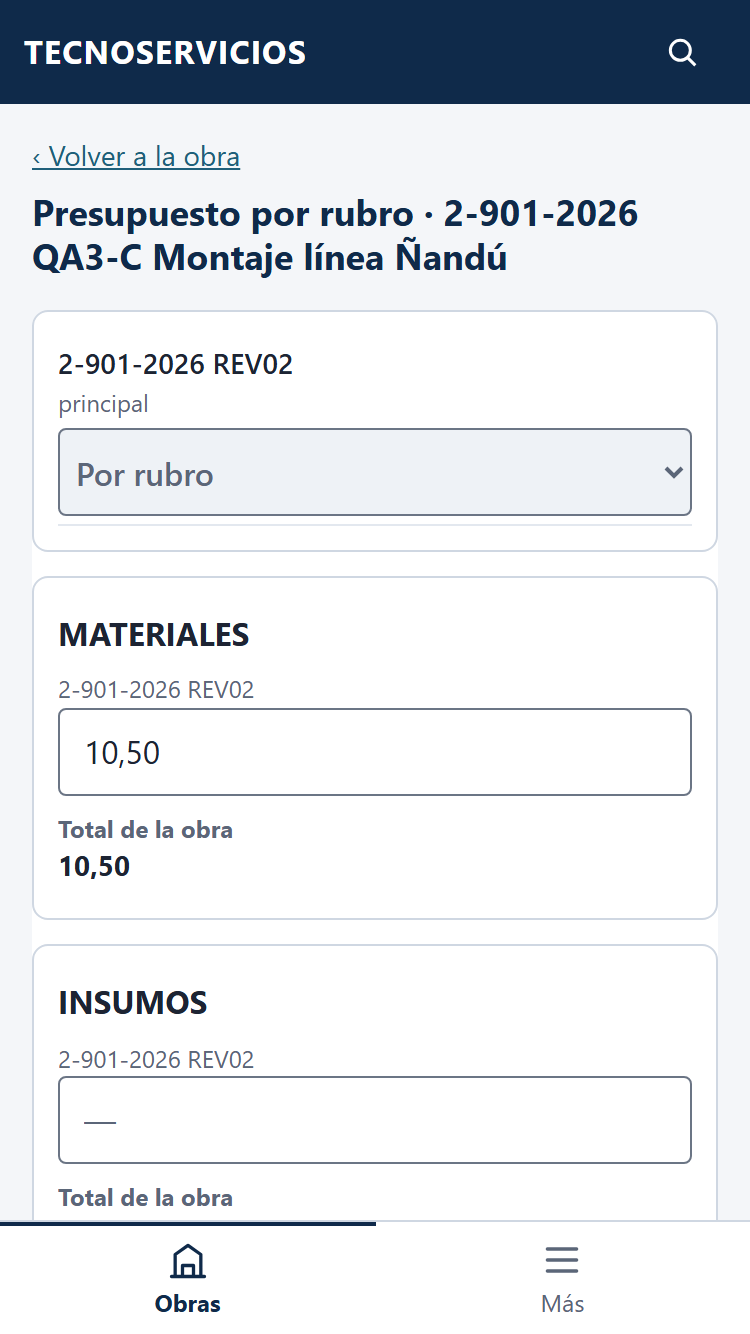 TECNOSERVICIOS
‹ Volver a la obra
Presupuesto por rubro · 2-901-2026
QA3-C Montaje línea Ñandú
2-901-2026 REV02
principal
Por rubro
MATERIALES
2-901-2026 REV02
10,50
Total de la obra
10,50
INSUMOS
2-901-2026 REV02
—
Total de la obra
Obras
Más